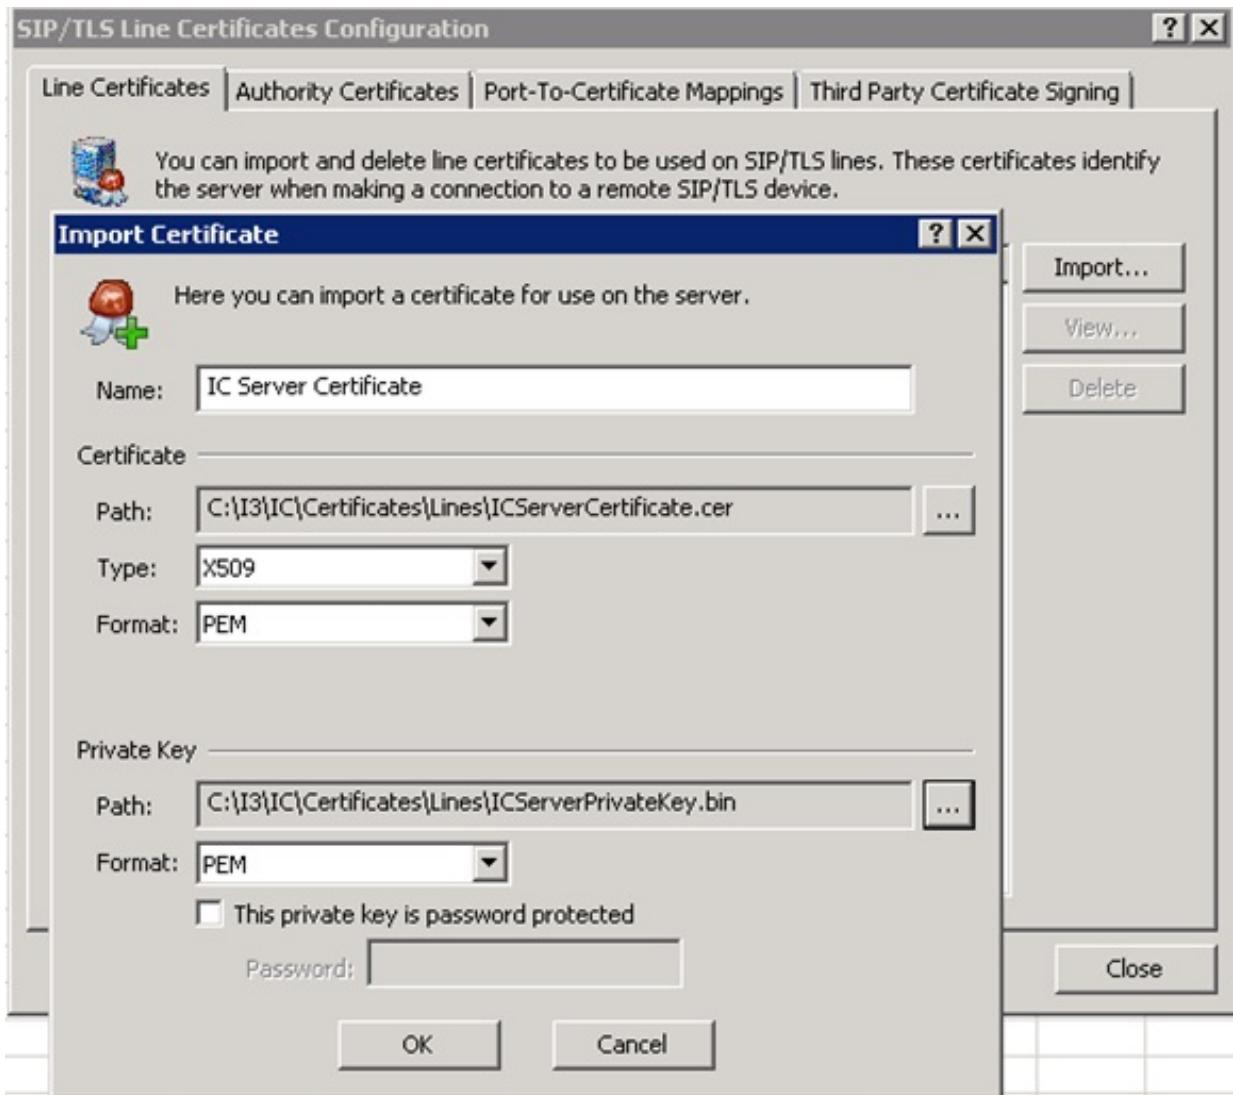 SIP/TLS Line Certificates Configuration
Line Certificates
Authority Certificates
Port-To-Certificate Mappings
Third Party Certificate Signing
You can import and delete line certificates to be used on SIP/TLS lines. These certificates identify
the server when making a connection to a remote SIP/TLS device.
Import Certificate
Here you can import a certificate for use on the server.
Import...
View...
Delete
Name: IC Server Certificate
Certificate
Path: C:\I3\IC\Certificates\Lines\ICServerCertificate.cer ...
Type: X509
Format: PEM
Private Key
Path: C:\I3\IC\Certificates\Lines\ICServerPrivateKey.bin ...
Format: PEM
This private key is password protected
Password:
Close
OK
Cancel